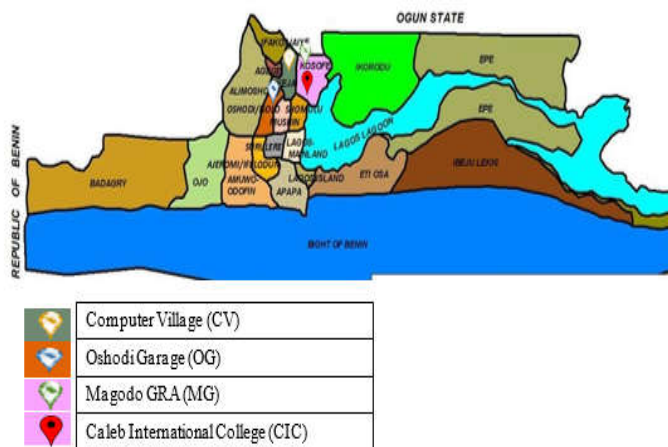 OGUN STATE
IFAKO/IJAIYE
KOSOFE
IKORODU
EPE
ALIMOSHO
OSHODI/ISOLO
SHOMOLU
MUSHIN
EPE
LAGOS LAGOON
SURULERE
LAGOS-
MAINLAND
AJEROMI/IFELODUN
BADAGRY
OJO
AMUWO-
ODOFIN
APAPA
LAGOS ISLAND
ETI OSA
IBEJU LEKKI
REPUBLIC OF BENIN
BIGHT OF BENIN
Computer Village (CV)
Oshodi Garage (OG)
Magodo GRA (MG)
Caleb International College (CIC)